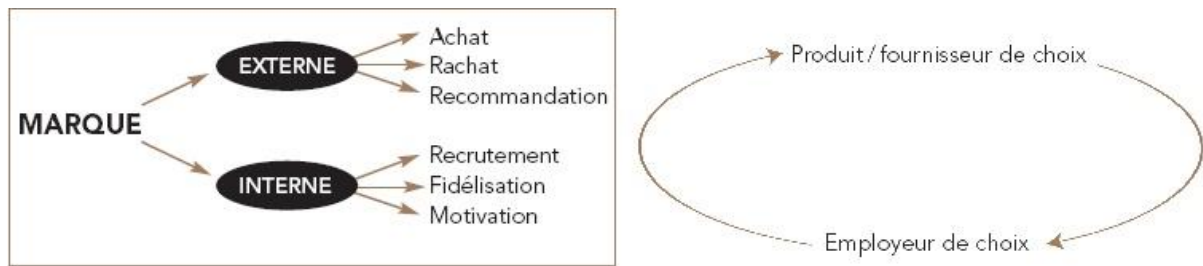 MARQUE
EXTERNE
Achat
Rachat
Recommandation
INTERNE
Recrutement
Fidélisation
Motivation
Produit / fournisseur de choix
Employeur de choix